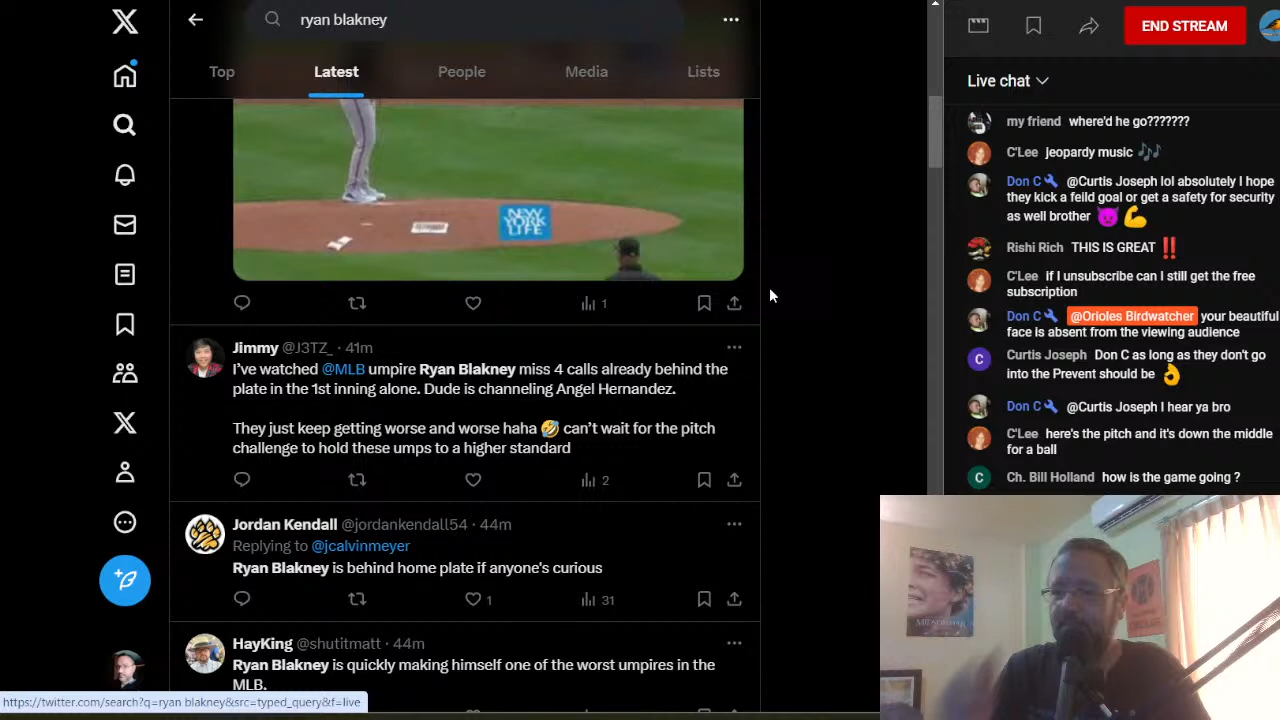 ryan blakney
END STREAM
Top
Latest
People
Media
Lists
NEW
YORK
LIFE
1
Jimmy @J3TZ_ · 41m
I've watched @MLB umpire Ryan Blakney miss 4 calls already behind the
plate in the 1st inning alone. Dude is channeling Angel Hernandez.
They just keep getting worse and worse haha 🤣 can't wait for the pitch
challenge to hold these umps to a higher standard
2
Jordan Kendall @jordankendall54 · 44m
Replying to @jcalvinmeyer
Ryan Blakney is behind home plate if anyone's curious
1
31
HayKing @shutitmatt · 44m
Ryan Blakney is quickly making himself one of the worst umpires in the
MLB.
https://twitter.com/search?q=ryan blakney&src=typed_query&f=live
Live chat
my friend where'd he go???????
C'Lee jeopardy music 🎶
Don C @Curtis Joseph lol absolutely I hope
they kick a feild goal or get a safety for security
as well brother 😈 💪
Rishi Rich THIS IS GREAT ‼️
C'Lee if I unsubscribe can I still get the free
subscription
Don C @Orioles Birdwatcher your beautiful
face is absent from the viewing audience
C
Curtis Joseph Don C as long as they don't go
into the Prevent should be 👌
Don C @Curtis Joseph I hear ya bro
C'Lee here's the pitch and it's down the middle
for a ball
C
Ch. Bill Holland how is the game going ?